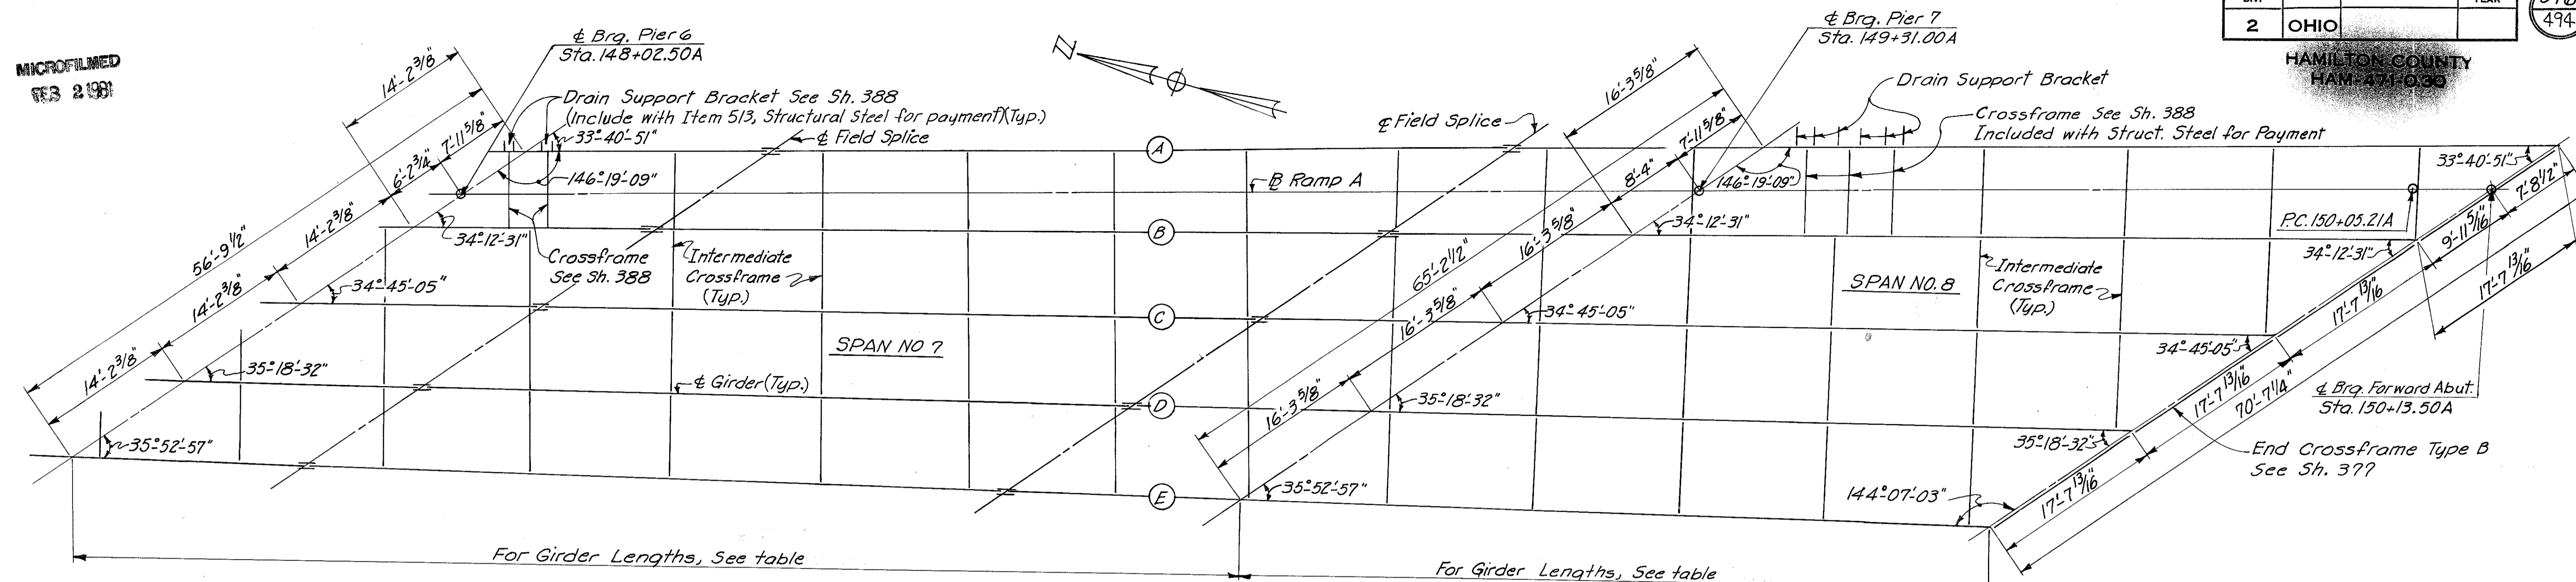 MICROFILMED
FEB 2 1981
2 OHIO
494
HAMILTON COUNTY
HAM-471-0.30
℄ Brg. Pier 6
Sta. 148+02.50A
℄ Brg. Pier 7
Sta. 149+31.00A
14'-2 3/8"
Drain Support Bracket See Sh. 388
(Include with Item 513, Structural Steel for payment)(Typ.)
33°-40'-51"
℄ Field Splice
℄ Field Splice
16'-3 5/8"
Drain Support Bracket
Crossframe See Sh. 388
Included with Struct. Steel for Payment
7'-11 5/8"
6'-2 3/4"
146°-19'-09"
A
℄ Ramp A
7'-11 5/8"
8'-4"
146°-19'-09"
33°-40'-51"
7'-8 1/2"
14'-2 3/8"
34°-12'-31"
B
16'-3 5/8"
34°-12'-31"
P.C. 150+05.21A
9'-11 5/16"
34°-12'-31"
56'-9 1/2"
Crossframe
See Sh. 388
Intermediate
Crossframe
(Typ.)
65'-2 1/2"
SPAN NO. 8
Intermediate
Crossframe
(Typ.)
17'-7 13/16"
17'-7 13/16"
14'-2 3/8"
34°-45'-05"
C
16'-3 5/8"
34°-45'-05"
34°-45'-05"
SPAN NO 7
14'-2 3/8"
35°-18'-32"
℄ Girder (Typ.)
D
16'-3 5/8"
35°-18'-32"
17'-7 13/16"
70'-7 1/4"
℄ Brg. Forward Abut.
Sta. 150+13.50A
35°-18'-32"
End Crossframe Type B
See Sh. 377
35°-52'-57"
E
35°-52'-57"
144°-07'-03"
17'-7 13/16"
For Girder Lengths, See table
For Girder Lengths, See table